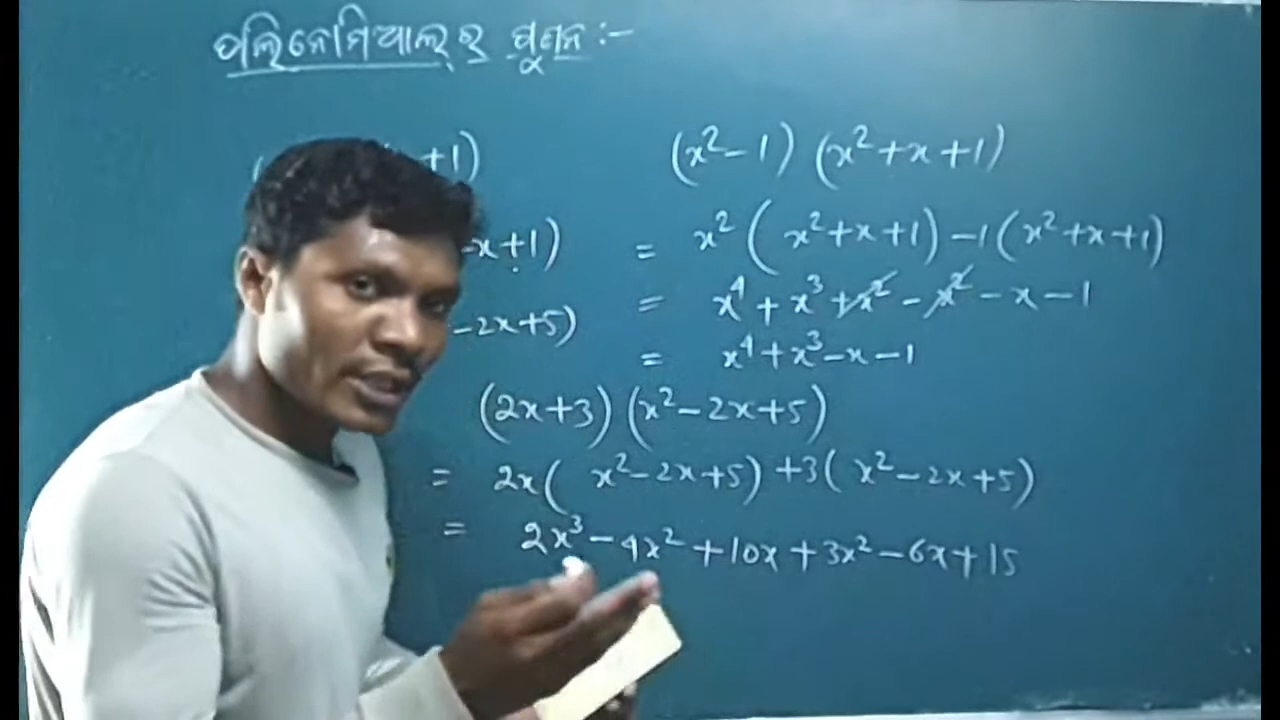 ପଲିନୋମିଆଲ୍‌ର ଗୁଣନ :-
+1)
(x²-1) (x²+x+1)
-x+1)
= x² ( x²+x+1) -1 (x²+x+1)
-2x+5)
= x⁴ + x³ +x² - x² - x - 1
= x⁴ + x³ - x - 1
(2x+3) (x² - 2x+5)
= 2x ( x² - 2x+5) +3 ( x² - 2x +5)
= 2x³ - 4x² + 10x + 3x² - 6x + 15